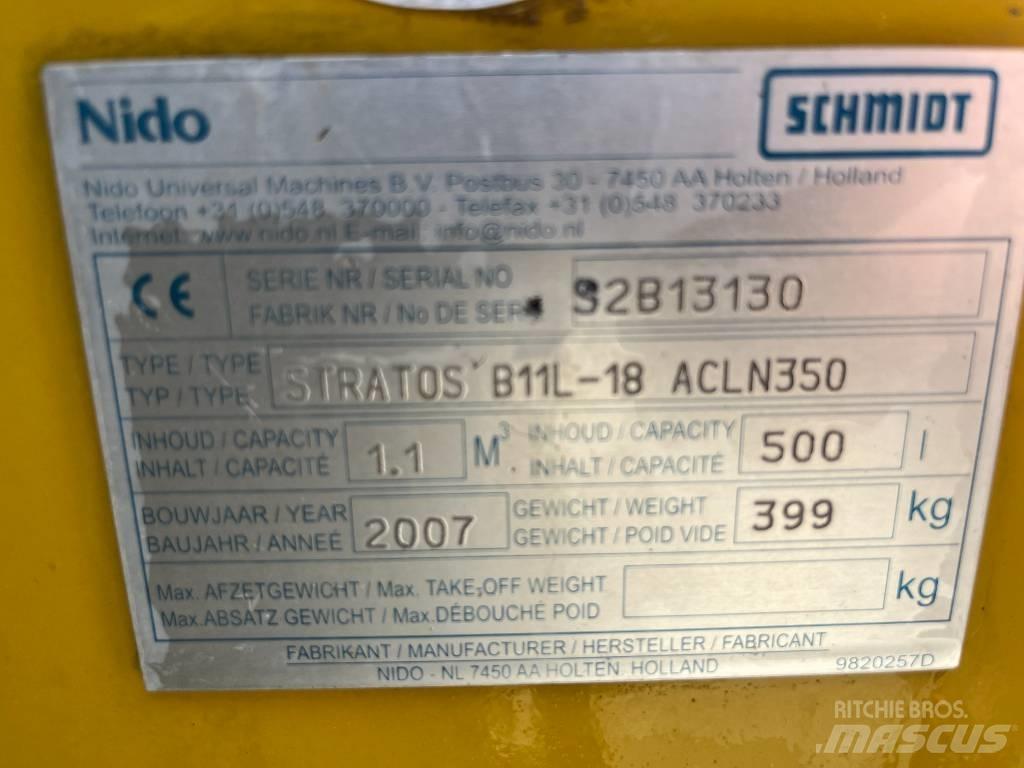 Nido
SCHMIDT
Nido Universal Machines B.V. Postbus 30 - 7450 AA Holten / Holland
Telefoon +31 (0)548 370000 - Telefax +31 (0)548 370233
Internet: www.nido.nl E-mail: info@nido.nl
CE
SERIE NR / SERIAL NO
FABRIK NR / No DE SERI
S2B13130
TYPE / TYPE
TYP / TYPE
STRATOS B11L-18 ACLN350
INHOUD / CAPACITY
INHALT / CAPACITÉ
1.1
M³.
INHOUD / CAPACITY
INHALT / CAPACITÉ
500
l
BOUWJAAR / YEAR
BAUJAHR / ANNEÉ
2007
GEWICHT / WEIGHT
GEWICHT / POID VIDE
399
kg
Max. AFZETGEWICHT / Max. TAKE-OFF WEIGHT
Max. ABSATZ GEWICHT / Max. DÉBOUCHÉ POID
kg
FABRIKANT / MANUFACTURER / HERSTELLER / FABRICANT
NIDO - NL 7450 AA HOLTEN. HOLLAND
9820257D
RITCHIE BROS.
MASCUS